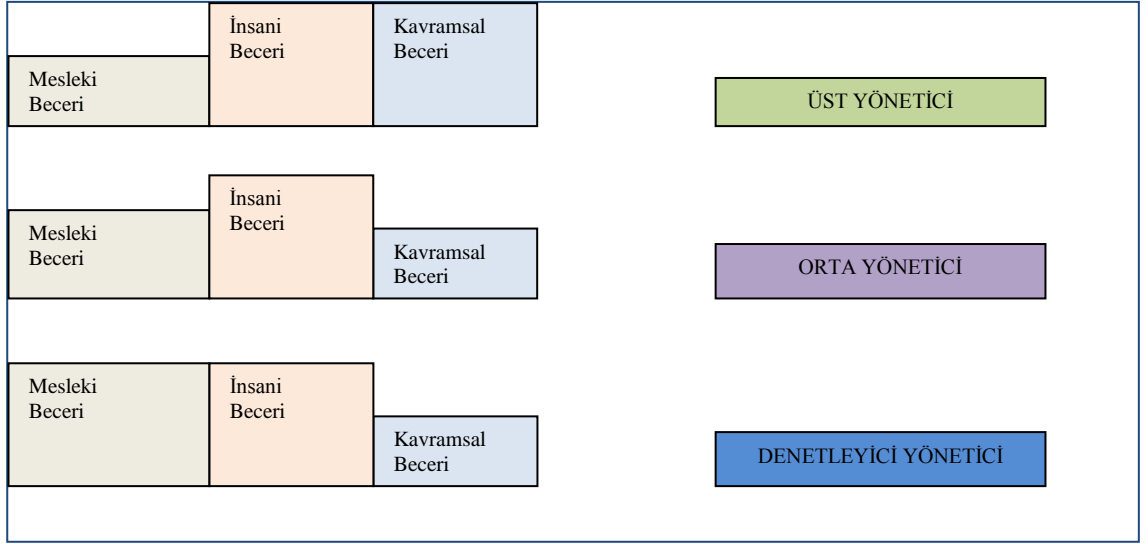 Mesleki
Beceri
İnsani
Beceri
Kavramsal
Beceri
ÜST YÖNETİCİ
Mesleki
Beceri
İnsani
Beceri
Kavramsal
Beceri
ORTA YÖNETİCİ
Mesleki
Beceri
İnsani
Beceri
Kavramsal
Beceri
DENETLEYİCİ YÖNETİCİ